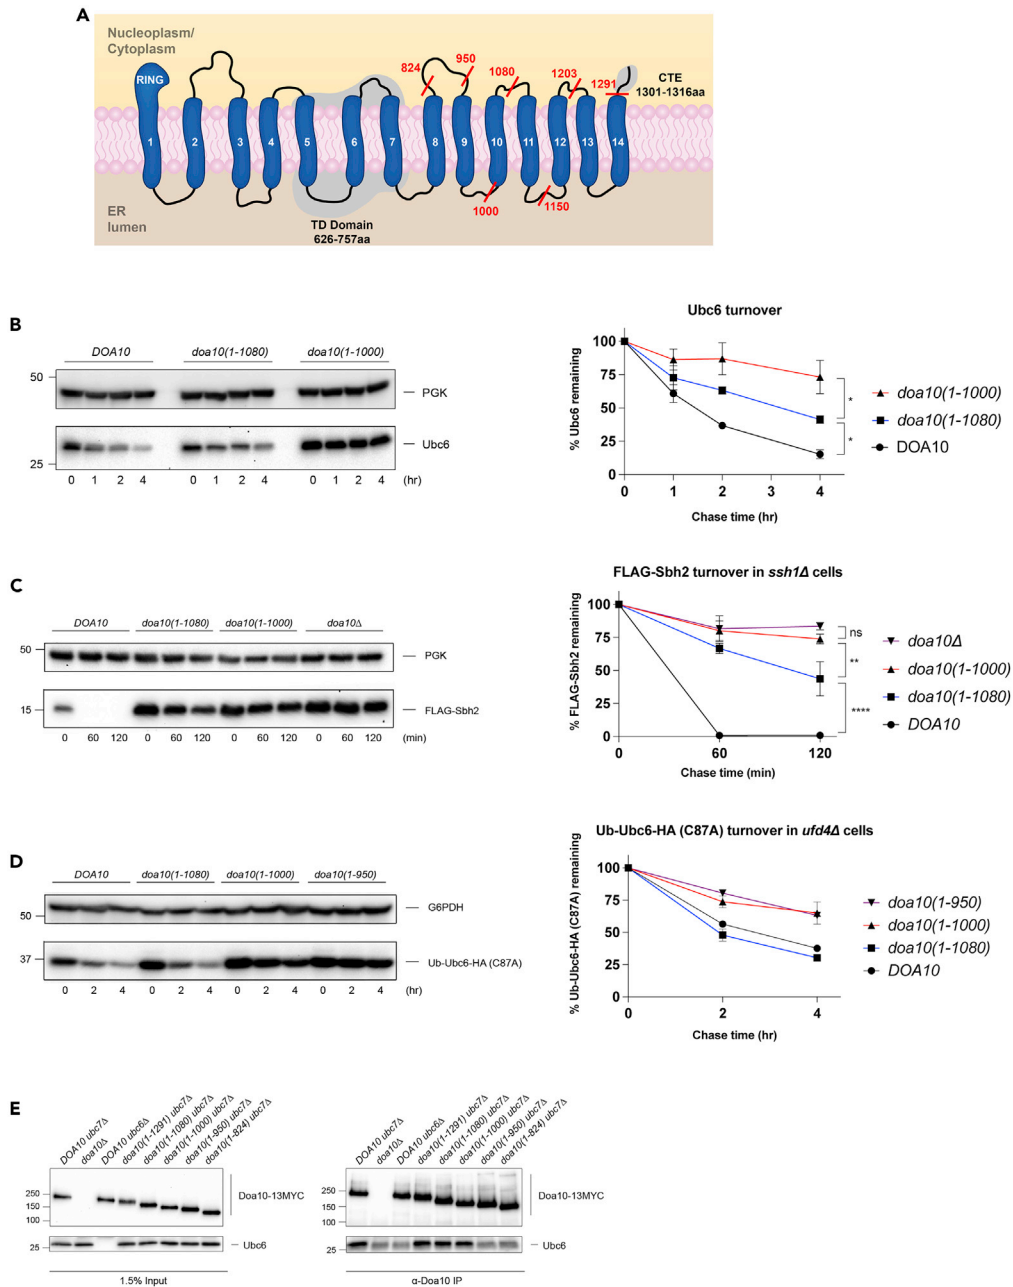 A
Nucleoplasm/
Cytoplasm
RING
824
950
1080
1203
1291
CTE
1301-1316aa
1 2 3 4 5 6 7 8 9 10 11 12 13 14
ER
lumen
TD Domain
626-757aa
1000
1150
B
DOA10 doa10(1-1080) doa10(1-1000)
50
PGK
Ubc6
25
0 1 2 4 0 1 2 4 0 1 2 4 (hr)
Ubc6 turnover
% Ubc6 remaining
100
75
50
25
0
0 1 2 3 4
Chase time (hr)
*
*
doa10(1-1000)
doa10(1-1080)
DOA10
C
DOA10 doa10(1-1080) doa10(1-1000) doa10Δ
50
PGK
15
FLAG-Sbh2
0 60 120 0 60 120 0 60 120 0 60 120 (min)
FLAG-Sbh2 turnover in ssh1Δ cells
% FLAG-Sbh2 remaining
100
75
50
25
0
0 60 120
Chase time (min)
ns
**
****
doa10Δ
doa10(1-1000)
doa10(1-1080)
DOA10
D
DOA10 doa10(1-1080) doa10(1-1000) doa10(1-950)
50
G6PDH
37
Ub-Ubc6-HA (C87A)
0 2 4 0 2 4 0 2 4 0 2 4 (hr)
Ub-Ubc6-HA (C87A) turnover in ufd4Δ cells
% Ub-Ubc6-HA (C87A) remaining
100
75
50
25
0
0 2 4
Chase time (hr)
doa10(1-950)
doa10(1-1000)
doa10(1-1080)
DOA10
E
DOA10 ubc7Δ
doa10Δ
DOA10 ubc6Δ
doa10(1-1291) ubc7Δ
doa10(1-1080) ubc7Δ
doa10(1-1000) ubc7Δ
doa10(1-950) ubc7Δ
doa10(1-824) ubc7Δ
250
150
100
Doa10-13MYC
25
Ubc6
1.5% Input
DOA10 ubc7Δ
doa10Δ
DOA10 ubc6Δ
doa10(1-1291) ubc7Δ
doa10(1-1080) ubc7Δ
doa10(1-1000) ubc7Δ
doa10(1-950) ubc7Δ
doa10(1-824) ubc7Δ
250
150
100
Doa10-13MYC
25
Ubc6
α-Doa10 IP